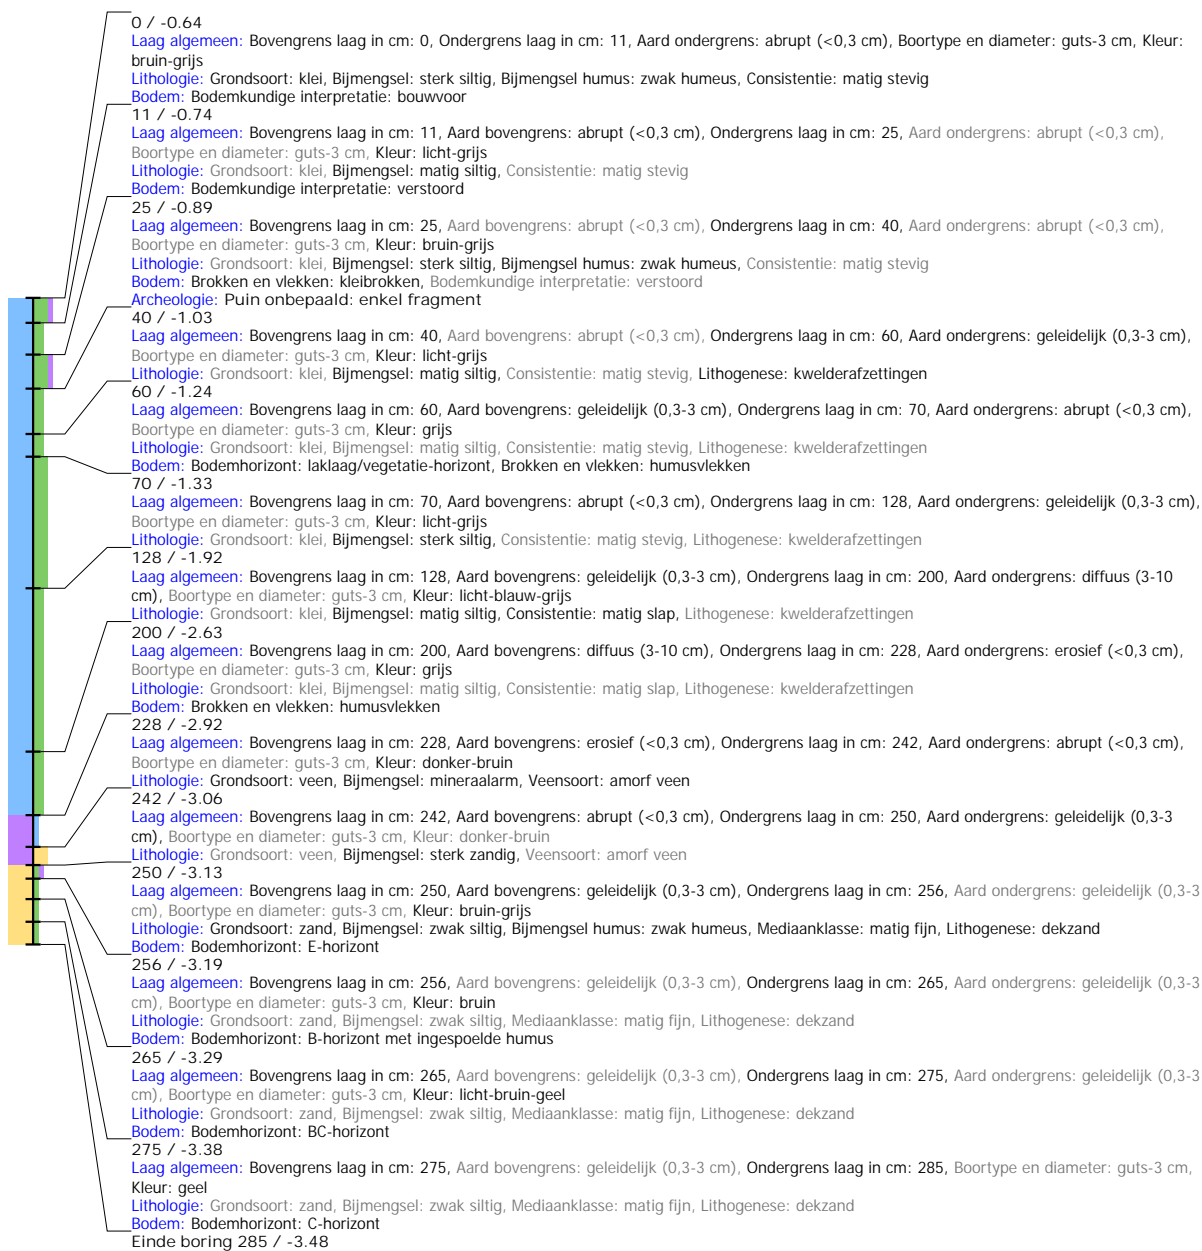 0 / -0.64
Laag algemeen: Bovengrens laag in cm: 0, Ondergrens laag in cm: 11, Aard ondergrens: abrupt (<0,3 cm), Boortype en diameter: guts-3 cm, Kleur:
bruin-grijs
Lithologie: Grondsoort: klei, Bijmengsel: sterk siltig, Bijmengsel humus: zwak humeus, Consistentie: matig stevig
Bodem: Bodemkundige interpretatie: bouwvoor
11 / -0.74
Laag algemeen: Bovengrens laag in cm: 11, Aard bovengrens: abrupt (<0,3 cm), Ondergrens laag in cm: 25, Aard ondergrens: abrupt (<0,3 cm),
Boortype en diameter: guts-3 cm, Kleur: licht-grijs
Lithologie: Grondsoort: klei, Bijmengsel: matig siltig, Consistentie: matig stevig
Bodem: Bodemkundige interpretatie: verstoord
25 / -0.89
Laag algemeen: Bovengrens laag in cm: 25, Aard bovengrens: abrupt (<0,3 cm), Ondergrens laag in cm: 40, Aard ondergrens: abrupt (<0,3 cm),
Boortype en diameter: guts-3 cm, Kleur: bruin-grijs
Lithologie: Grondsoort: klei, Bijmengsel: sterk siltig, Bijmengsel humus: zwak humeus, Consistentie: matig stevig
Bodem: Brokken en vlekken: kleibrokken, Bodemkundige interpretatie: verstoord
Archeologie: Puin onbepaald: enkel fragment
40 / -1.03
Laag algemeen: Bovengrens laag in cm: 40, Aard bovengrens: abrupt (<0,3 cm), Ondergrens laag in cm: 60, Aard ondergrens: geleidelijk (0,3-3 cm),
Boortype en diameter: guts-3 cm, Kleur: licht-grijs
Lithologie: Grondsoort: klei, Bijmengsel: matig siltig, Consistentie: matig stevig, Lithogenese: kwelderafzettingen
60 / -1.24
Laag algemeen: Bovengrens laag in cm: 60, Aard bovengrens: geleidelijk (0,3-3 cm), Ondergrens laag in cm: 70, Aard ondergrens: abrupt (<0,3 cm),
Boortype en diameter: guts-3 cm, Kleur: grijs
Lithologie: Grondsoort: klei, Bijmengsel: matig siltig, Consistentie: matig stevig, Lithogenese: kwelderafzettingen
Bodem: Bodemhorizont: laklaag/vegetatie-horizont, Brokken en vlekken: humusvlekken
70 / -1.33
Laag algemeen: Bovengrens laag in cm: 70, Aard bovengrens: abrupt (<0,3 cm), Ondergrens laag in cm: 128, Aard ondergrens: geleidelijk (0,3-3 cm),
Boortype en diameter: guts-3 cm, Kleur: licht-grijs
Lithologie: Grondsoort: klei, Bijmengsel: sterk siltig, Consistentie: matig stevig, Lithogenese: kwelderafzettingen
128 / -1.92
Laag algemeen: Bovengrens laag in cm: 128, Aard bovengrens: geleidelijk (0,3-3 cm), Ondergrens laag in cm: 200, Aard ondergrens: diffuus (3-10
cm), Boortype en diameter: guts-3 cm, Kleur: licht-blauw-grijs
Lithologie: Grondsoort: klei, Bijmengsel: matig siltig, Consistentie: matig slap, Lithogenese: kwelderafzettingen
200 / -2.63
Laag algemeen: Bovengrens laag in cm: 200, Aard bovengrens: diffuus (3-10 cm), Ondergrens laag in cm: 228, Aard ondergrens: erosief (<0,3 cm),
Boortype en diameter: guts-3 cm, Kleur: grijs
Lithologie: Grondsoort: klei, Bijmengsel: matig siltig, Consistentie: matig slap, Lithogenese: kwelderafzettingen
Bodem: Brokken en vlekken: humusvlekken
228 / -2.92
Laag algemeen: Bovengrens laag in cm: 228, Aard bovengrens: erosief (<0,3 cm), Ondergrens laag in cm: 242, Aard ondergrens: abrupt (<0,3 cm),
Boortype en diameter: guts-3 cm, Kleur: donker-bruin
Lithologie: Grondsoort: veen, Bijmengsel: mineraalarm, Veensoort: amorf veen
242 / -3.06
Laag algemeen: Bovengrens laag in cm: 242, Aard bovengrens: abrupt (<0,3 cm), Ondergrens laag in cm: 250, Aard ondergrens: geleidelijk (0,3-3
cm), Boortype en diameter: guts-3 cm, Kleur: donker-bruin
Lithologie: Grondsoort: veen, Bijmengsel: sterk zandig, Veensoort: amorf veen
250 / -3.13
Laag algemeen: Bovengrens laag in cm: 250, Aard bovengrens: geleidelijk (0,3-3 cm), Ondergrens laag in cm: 256, Aard ondergrens: geleidelijk (0,3-3
cm), Boortype en diameter: guts-3 cm, Kleur: bruin-grijs
Lithologie: Grondsoort: zand, Bijmengsel: zwak siltig, Bijmengsel humus: zwak humeus, Mediaanklasse: matig fijn, Lithogenese: dekzand
Bodem: Bodemhorizont: E-horizont
256 / -3.19
Laag algemeen: Bovengrens laag in cm: 256, Aard bovengrens: geleidelijk (0,3-3 cm), Ondergrens laag in cm: 265, Aard ondergrens: geleidelijk (0,3-3
cm), Boortype en diameter: guts-3 cm, Kleur: bruin
Lithologie: Grondsoort: zand, Bijmengsel: zwak siltig, Mediaanklasse: matig fijn, Lithogenese: dekzand
Bodem: Bodemhorizont: B-horizont met ingespoelde humus
265 / -3.29
Laag algemeen: Bovengrens laag in cm: 265, Aard bovengrens: geleidelijk (0,3-3 cm), Ondergrens laag in cm: 275, Aard ondergrens: geleidelijk (0,3-3
cm), Boortype en diameter: guts-3 cm, Kleur: licht-bruin-geel
Lithologie: Grondsoort: zand, Bijmengsel: zwak siltig, Mediaanklasse: matig fijn, Lithogenese: dekzand
Bodem: Bodemhorizont: BC-horizont
275 / -3.38
Laag algemeen: Bovengrens laag in cm: 275, Aard bovengrens: geleidelijk (0,3-3 cm), Ondergrens laag in cm: 285, Boortype en diameter: guts-3 cm,
Kleur: geel
Lithologie: Grondsoort: zand, Bijmengsel: zwak siltig, Mediaanklasse: matig fijn, Lithogenese: dekzand
Bodem: Bodemhorizont: C-horizont
Einde boring 285 / -3.48